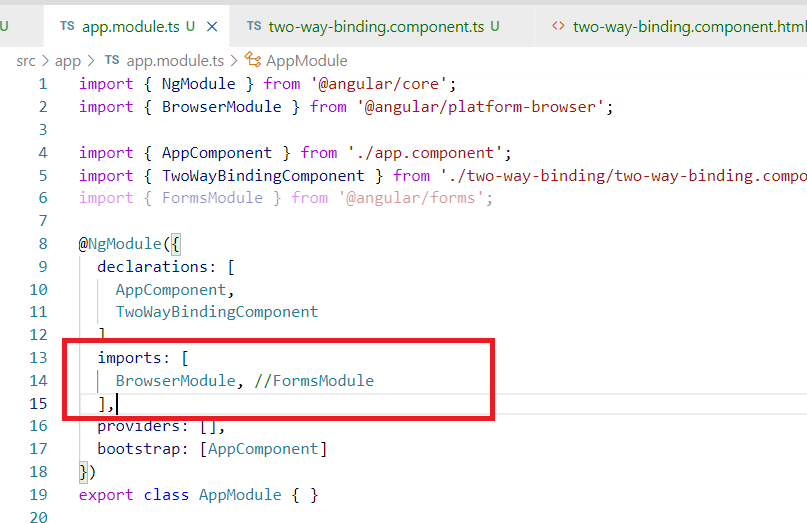 U TS app.module.ts U × TS two-way-binding.component.ts U <> two-way-binding.component.html
src > app > TS app.module.ts > AppModule
1 import { NgModule } from '@angular/core';
2 import { BrowserModule } from '@angular/platform-browser';
3
4 import { AppComponent } from './app.component';
5 import { TwoWayBindingComponent } from './two-way-binding/two-way-binding.compo
6 import { FormsModule } from '@angular/forms';
7
8 @NgModule({
9 declarations: [
10 AppComponent,
11 TwoWayBindingComponent
12 ]
13 imports: [
14 BrowserModule, //FormsModule
15 ],
16 providers: [],
17 bootstrap: [AppComponent]
18 })
19 export class AppModule { }
20